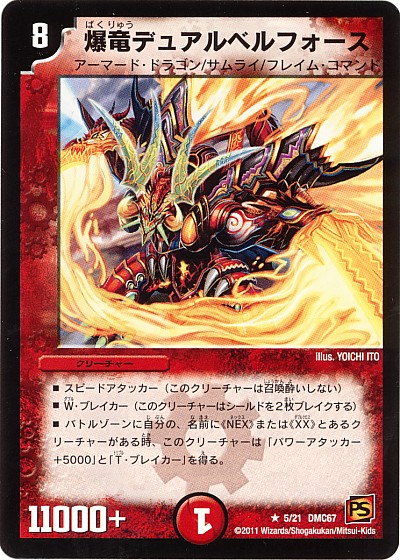 8
ばくりゅう
爆竜デュアルベルフォース
アーマード・ドラゴン/サムライ/フレイム・コマンド
illus. YOICHI ITO
クリーチャー
■ スピードアタッカー（このクリーチャーは召喚酔いしない）
■ W・ブレイカー（このクリーチャーはシールドを2枚ブレイクする）
■ バトルゾーンに自分の、名前に≪NEX≫または≪XX≫とあるク
リーチャーがある時、このクリーチャーは「パワーアタッカー
+5000」と「T・ブレイカー」を得る。
11000+
1
★ 5/21 DMC67
PS
©2011 Wizards/Shogakukan/Mitsui-Kids